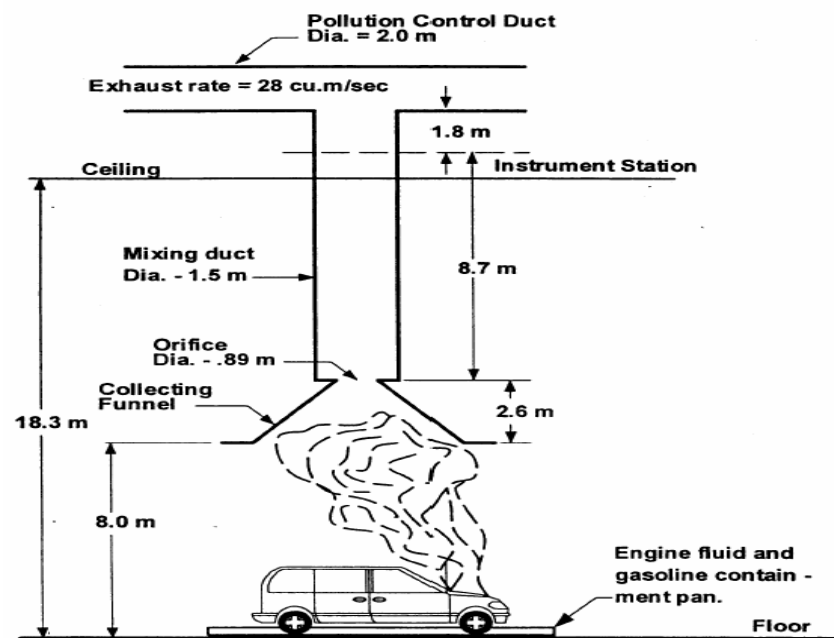 Pollution Control Duct
Dia. = 2.0 m
Exhaust rate = 28 cu.m/sec
1.8 m
Ceiling
Instrument Station
Mixing duct
Dia. - 1.5 m
8.7 m
Orifice
Dia. - .89 m
Collecting
Funnel
2.6 m
18.3 m
8.0 m
Engine fluid and
gasoline contain -
ment pan.
Floor